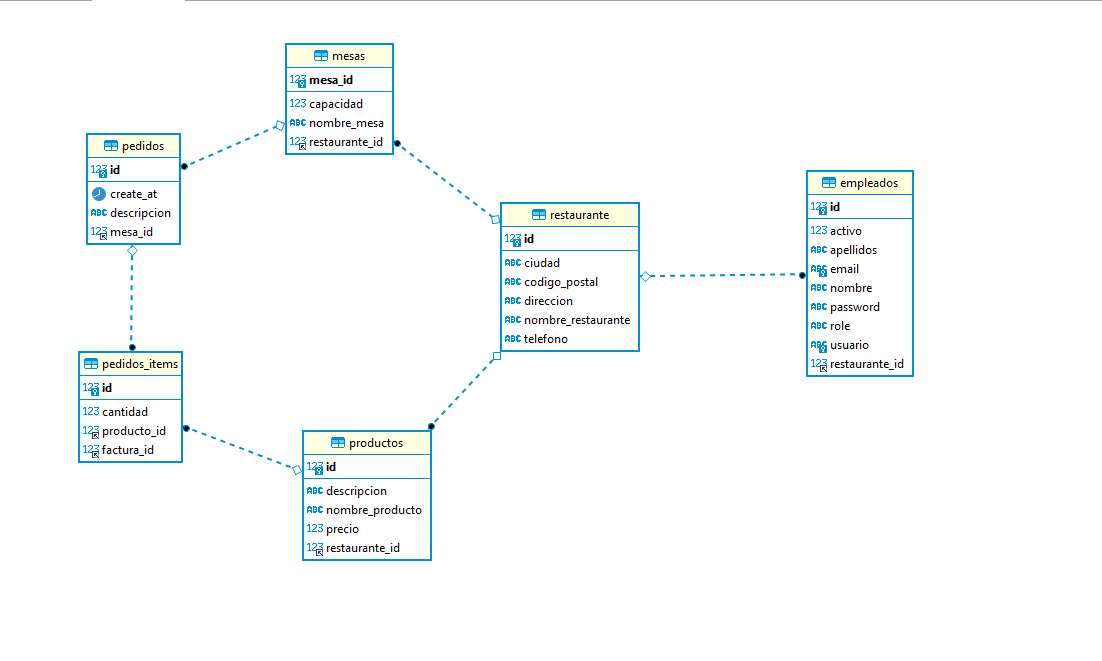 mesas
123 mesa_id
123 capacidad
ABC nombre_mesa
123 restaurante_id
pedidos
123 id
create_at
ABC descripcion
123 mesa_id
empleados
123 id
123 activo
ABC apellidos
ABC email
ABC nombre
ABC password
ABC role
ABC usuario
123 restaurante_id
restaurante
123 id
ABC ciudad
ABC codigo_postal
ABC direccion
ABC nombre_restaurante
ABC telefono
pedidos_items
123 id
123 cantidad
123 producto_id
123 factura_id
productos
123 id
ABC descripcion
ABC nombre_producto
123 precio
123 restaurante_id